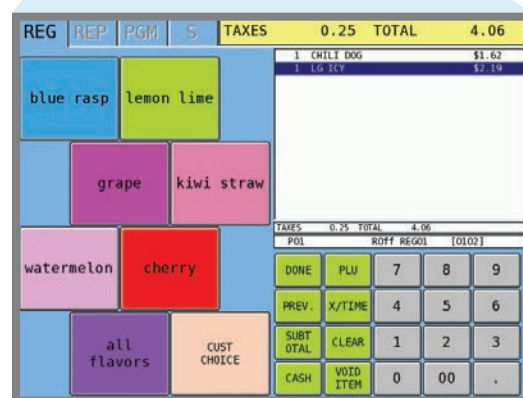 REG REP PGM S TAXES 0.25 TOTAL 4.06
1 CHILI DOG $1.62
1 LG ICY $2.19
blue rasp
lemon lime
grape
kiwi straw
watermelon
cherry
all
flavors
CUST
CHOICE
TAXES 0.25 TOTAL 4.06
P01 ROff REG01 [0102]
DONE PLU 7 8 9
PREV. X/TIME 4 5 6
SUBT
OTAL CLEAR 1 2 3
CASH VOID
ITEM 0 00 .